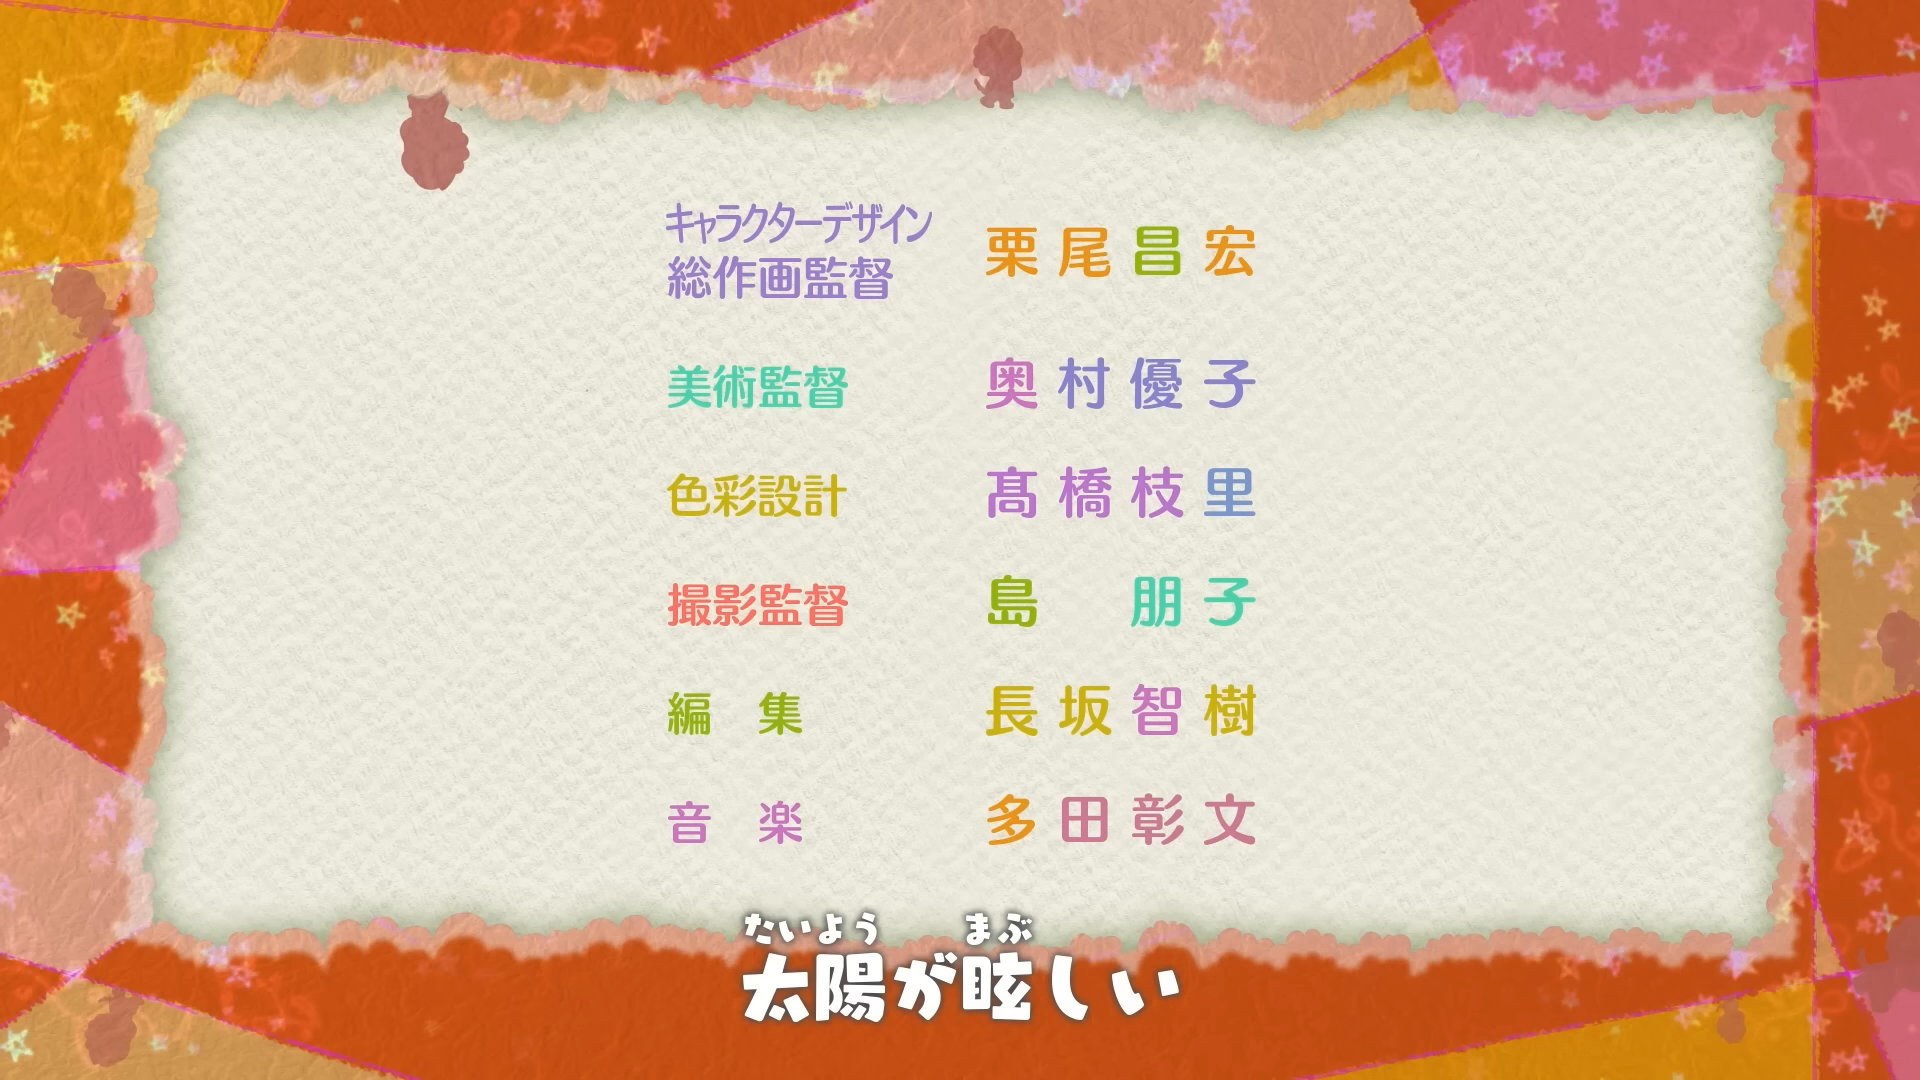 キャラクターデザイン
総作画監督 栗尾昌宏
美術監督 奥村優子
色彩設計 髙橋枝里
撮影監督 島 朋子
編 集 長坂智樹
音 楽 多田彰文
たいよう まぶ
太陽が眩しい